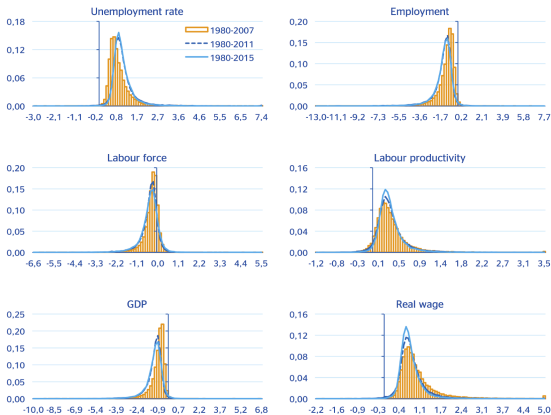 Unemployment rate
0,18
0,12
0,06
0,00
-3,0 -2,1 -1,1 -0,2 0,8 1,7 2,7 3,6 4,6 5,5 6,5 7,4
1980-2007
1980-2011
1980-2015
Employment
0,20
0,15
0,10
0,05
0,00
-13,0-11,1 -9,2 -7,3 -5,5 -3,6 -1,7 0,2 2,1 3,9 5,8 7,7
Labour force
0,20
0,15
0,10
0,05
0,00
-6,6 -5,5 -4,4 -3,3 -2,2 -1,1 0,0 1,1 2,2 3,3 4,4 5,5
Labour productivity
0,16
0,12
0,08
0,04
0,00
-1,2 -0,8 -0,3 0,1 0,5 0,9 1,4 1,8 2,2 2,6 3,1 3,5
GDP
0,25
0,20
0,15
0,10
0,05
0,00
-10,0 -8,5 -6,9 -5,4 -3,9 -2,4 -0,9 0,7 2,2 3,7 5,2 6,8
Real wage
0,16
0,12
0,08
0,04
0,00
-2,2 -1,6 -0,9 -0,3 0,4 1,1 1,7 2,4 3,0 3,7 4,4 5,0